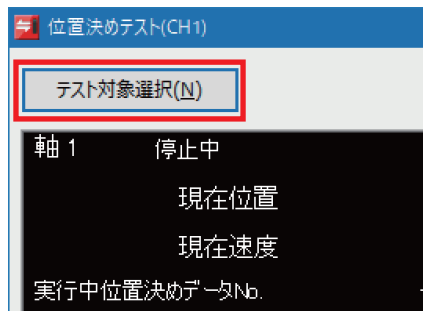 位置決めテスト(CH1)
テスト対象選択(N)
軸 1 停止中
現在位置
現在速度
実行中位置決めデータNo. -